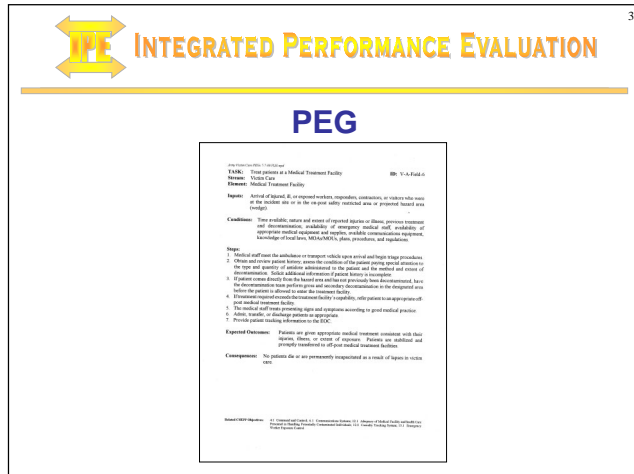 3
IPE INTEGRATED PERFORMANCE EVALUATION
PEG
TASK: Treat patients at a Medical Treatment Facility ID: V-A-Field-6
Stream: Victim Care
Element: Medical Treatment Facility
Inputs: Arrival of injured, ill, or exposed workers, responders, contractors, or visitors who were
at the incident site or in the on-post safety restricted area or projected hazard area
(wedge).
Conditions: Time available, nature and extent of reported injuries or illness, previous treatment
and decontamination, availability of emergency medical staff, availability of
appropriate medical equipment and supplies, available communications equipment,
knowledge of local laws, MOAs/MOUs, plans, procedures, and regulations.
Steps:
1. Medical staff meet the ambulance or transport vehicle upon arrival and begin triage procedures.
2. Obtain and review patient history, assess the condition of the patient paying special attention to
the type and quantity of antidote administered to the patient and the method and extent of
decontamination. Solicit additional information if patient history is incomplete.
3. If patient comes directly from the hazard area and has not previously been decontaminated, have
the decontamination team perform gross and secondary decontamination in the designated area
before the patient is allowed to enter the treatment facility.
4. If treatment required exceeds the treatment facility's capability, refer patient to an appropriate off-
post medical treatment facility.
5. The medical staff treats presenting signs and symptoms according to good medical practice.
6. Admit, transfer, or discharge patients as appropriate.
7. Provide patient tracking information to the EOC.
Expected Outcomes: Patients are given appropriate medical treatment consistent with their
injuries, illness, or extent of exposure. Patients are stabilized and
promptly transferred to off-post medical treatment facilities.
Consequences: No patients die or are permanently incapacitated as a result of lapses in victim
care.